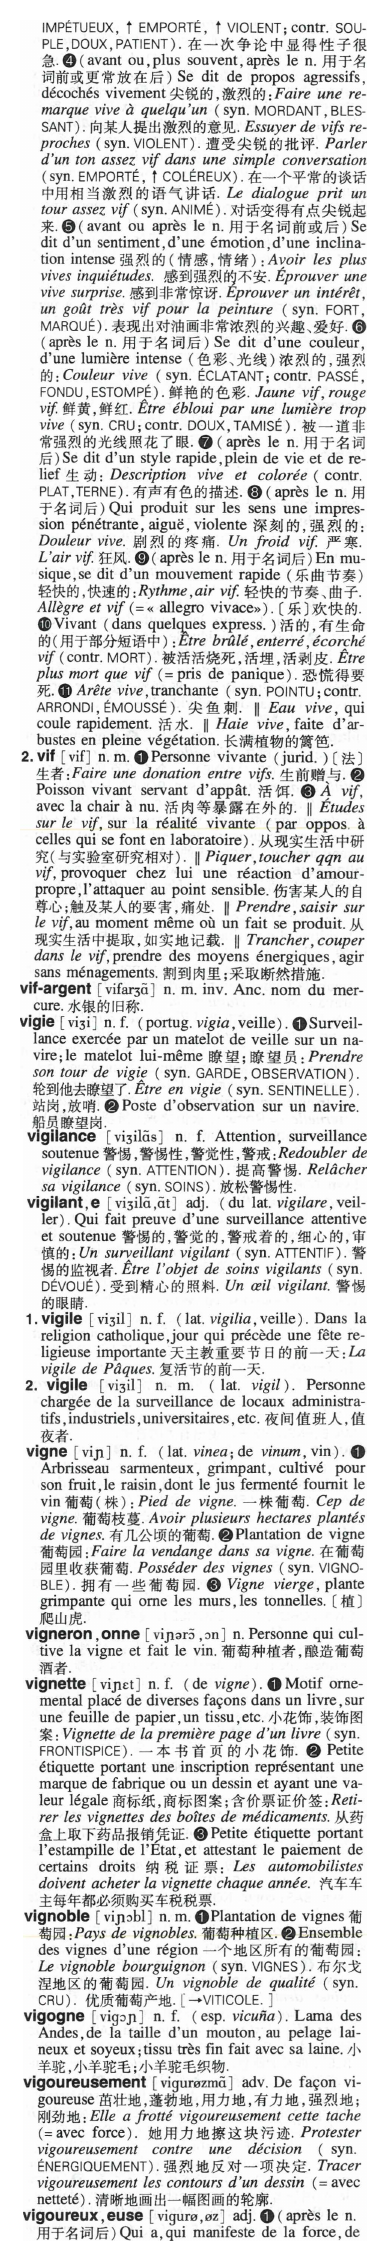 IMPÉTUEUX, ↑ EMPORTÉ, ↑ VIOLENT; contr. SOU-
PLE,DOUX,PATIENT). 在一次争论中显得性子很
急. ❹(avant ou,plus souvent,après le n. 用于名
词前或更常放在后) Se dit de propos agressifs,
décochés vivement 尖锐的,激烈的:Faire une re-
marque vive à quelqu'un (syn. MORDANT,BLES-
SANT). 向某人提出激烈的意见. Essuyer de vifs re-
proches (syn. VIOLENT). 遭受尖锐的批评. Parler
d'un ton assez vif dans une simple conversation
(syn. EMPORTÉ, ↑ COLÉREUX). 在一个平常的谈话
中用相当激烈的语气讲话. Le dialogue prit un
tour assez vif (syn. ANIMÉ). 对话变得有点尖锐起
来. ❺(avant ou après le n. 用于名词前或后) Se
dit d'un sentiment,d'une émotion,d'une inclina-
tion intense 强烈的(情感,情绪):Avoir les plus
vives inquiétudes. 感到强烈的不安. Éprouver une
vive surprise. 感到非常惊讶. Éprouver un intérêt,
un goût très vif pour la peinture (syn. FORT,
MARQUÉ). 表现出对油画非常浓烈的兴趣、爱好. ❻
(après le n. 用于名词后) Se dit d'une couleur,
d'une lumière intense (色彩、光线)浓烈的,强烈
的:Couleur vive (syn. ÉCLATANT; contr. PASSÉ,
FONDU,ESTOMPÉ). 鲜艳的色彩. Jaune vif,rouge
vif. 鲜黄,鲜红. Être ébloui par une lumière trop
vive (syn. CRU; contr. DOUX,TAMISÉ). 被一道非
常强烈的光线照花了眼. ❼(après le n. 用于名词
后)Se dit d'un style rapide,plein de vie et de re-
lief 生动: Description vive et colorée (contr.
PLAT,TERNE). 有声有色的描述. ❽(après le n. 用
于名词后) Qui produit sur les sens une impres-
sion pénétrante, aiguë, violente 深刻的,强烈的:
Douleur vive. 剧烈的疼痛. Un froid vif. 严寒.
L'air vif. 狂风. ❾(après le n. 用于名词后) En mu-
sique,se dit d'un mouvement rapide (乐曲节奏)
轻快的,快速的:Rythme,air vif. 轻快的节奏、曲子.
Allègre et vif (=« allegro vivace»). [乐]欢快的.
❿Vivant (dans quelques express.)活的,有生命
的(用于部分短语中):Être brûlé,enterré,écorché
vif (contr. MORT). 被活活烧死,活埋,活剥皮. Être
plus mort que vif (=pris de panique). 恐慌得要
死. ⓫ Arête vive,tranchante (syn. POINTU;contr.
ARRONDI,ÉMOUSSÉ). 尖鱼刺. ‖ Eau vive, qui
coule rapidement. 活水. ‖ Haie vive, faite d'ar-
bustes en pleine végétation. 长满植物的篱笆.
2. vif [vif] n. m. ❶ Personne vivante (jurid.)[法]
生者:Faire une donation entre vifs. 生前赠与. ❷
Poisson vivant servant d'appât. 活饵. ❸ À vif,
avec la chair à nu. 活肉等暴露在外的. ‖ Études
sur le vif, sur la réalité vivante (par oppos. à
celles qui se font en laboratoire). 从现实生活中研
究(与实验室研究相对). ‖ Piquer,toucher qqn au
vif, provoquer chez lui une réaction d'amour-
propre,l'attaquer au point sensible. 伤害某人的自
尊心;触及某人的要害,痛处. ‖ Prendre,saisir sur
le vif,au moment même où un fait se produit. 从
现实生活中提取,如实地记载. ‖ Trancher,couper
dans le vif,prendre des moyens énergiques,agir
sans ménagements. 割到肉里;采取断然措施.
vif-argent [vifarʒɑ̃] n. m. inv. Anc. nom du mer-
cure. 水银的旧称.
vigie [viʒi] n. f. (portug. vigia,veille). ❶Surveil-
lance exercée par un matelot de veille sur un na-
vire;le matelot lui-même 瞭望;瞭望员:Prendre
son tour de vigie (syn. GARDE,OBSERVATION).
轮到他去瞭望了. Être en vigie (syn. SENTINELLE).
站岗,放哨. ❷ Poste d'observation sur un navire.
船员瞭望岗.
vigilance [viʒilɑ̃s] n. f. Attention, surveillance
soutenue 警惕,警惕性,警觉性,警戒:Redoubler de
vigilance (syn. ATTENTION). 提高警惕. Relâcher
sa vigilance (syn. SOINS). 放松警惕性.
vigilant,e [viʒilɑ̃,ɑ̃t] adj. (du lat. vigilare, veil-
ler). Qui fait preuve d'une surveillance attentive
et soutenue 警惕的,警觉的,警戒着的,细心的,审
慎的:Un surveillant vigilant (syn. ATTENTIF). 警
惕的监视者. Être l'objet de soins vigilants (syn.
DÉVOUÉ). 受到精心的照料. Un œil vigilant. 警惕
的眼睛.
1. vigile [viʒil] n. f. (lat. vigilia,veille). Dans la
religion catholique,jour qui précède une fête re-
ligieuse importante 天主教重要节日的前一天:La
vigile de Pâques. 复活节的前一天.
2. vigile [viʒil] n. m. (lat. vigil). Personne
chargée de la surveillance de locaux administra-
tifs,industriels,universitaires,etc. 夜间值班人,值
夜者.
vigne [viɲ] n. f. (lat. vinea; de vinum, vin). ❶
Arbrisseau sarmenteux, grimpant, cultivé pour
son fruit,le raisin,dont le jus fermenté fournit le
vin 葡萄(株):Pied de vigne. 一株葡萄. Cep de
vigne. 葡萄枝蔓. Avoir plusieurs hectares plantés
de vignes. 有几公顷的葡萄. ❷Plantation de vigne
葡萄园:Faire la vendange dans sa vigne. 在葡萄
园里收获葡萄. Posséder des vignes (syn. VIGNO-
BLE). 拥有一些葡萄园. ❸ Vigne vierge, plante
grimpante qui orne les murs,les tonnelles. [植]
爬山虎.
vigneron,onne [viɲərɔ̃,ɔn] n. Personne qui cul-
tive la vigne et fait le vin. 葡萄种植者,酿造葡萄
酒者.
vignette [viɲɛt] n. f. (de vigne). ❶ Motif orne-
mental placé de diverses façons dans un livre,sur
une feuille de papier,un tissu,etc. 小花饰,装饰图
案:Vignette de la première page d'un livre (syn.
FRONTISPICE). 一本书首页的小花饰. ❷ Petite
étiquette portant une inscription représentant une
marque de fabrique ou un dessin et ayant une va-
leur légale 商标纸,商标图案;含价票证价签:Reti-
rer les vignettes des boîtes de médicaments. 从药
盒上取下药品报销凭证. ❸Petite étiquette portant
l'estampille de l'État,et attestant le paiement de
certains droits 纳税证票: Les automobilistes
doivent acheter la vignette chaque année. 汽车车
主每年都必须购买车税税票.
vignoble [viɲɔbl] n. m. ❶Plantation de vignes 葡
萄园:Pays de vignobles. 葡萄种植区. ❷Ensemble
des vignes d'une région 一个地区所有的葡萄园:
Le vignoble bourguignon (syn. VIGNES). 布尔戈
涅地区的葡萄园. Un vignoble de qualité (syn.
CRU). 优质葡萄产地. [→VITICOLE.]
vigogne [vigɔɲ] n. f. (esp. vicuña). Lama des
Andes,de la taille d'un mouton, au pelage lai-
neux et soyeux;tissu très fin fait avec sa laine. 小
羊驼,小羊驼毛;小羊驼毛织物.
vigoureusement [vigurøzmɑ̃] adv. De façon vi-
goureuse 茁壮地,蓬勃地,用力地,有力地,强烈地;
刚劲地:Elle a frotté vigoureusement cette tache
(=avec force). 她用力地擦这块污迹. Protester
vigoureusement contre une décision (syn.
ÉNERGIQUEMENT). 强烈地反对一项决定. Tracer
vigoureusement les contours d'un dessin (=avec
netteté). 清晰地画出一幅图画的轮廓.
vigoureux,euse [vigurø,øz] adj. ❶(après le n.
用于名词后) Qui a,qui manifeste de la force,de